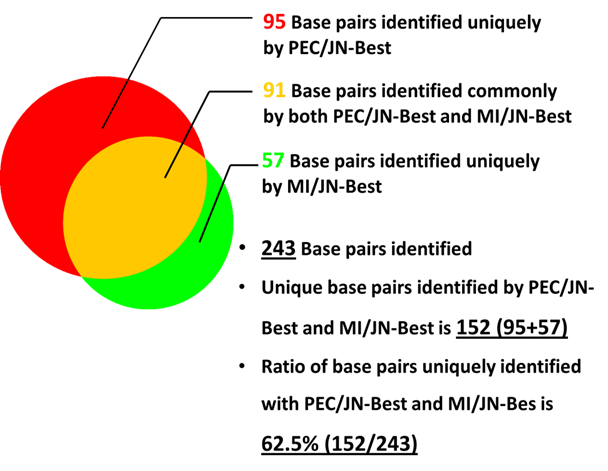 95 Base pairs identified uniquely
by PEC/JN-Best
91 Base pairs identified commonly
by both PEC/JN-Best and MI/JN-Best
57 Base pairs identified uniquely
by MI/JN-Best
• 243 Base pairs identified
• Unique base pairs identified by PEC/JN-
Best and MI/JN-Best is 152 (95+57)
• Ratio of base pairs uniquely identified
with PEC/JN-Best and MI/JN-Bes is
62.5% (152/243)